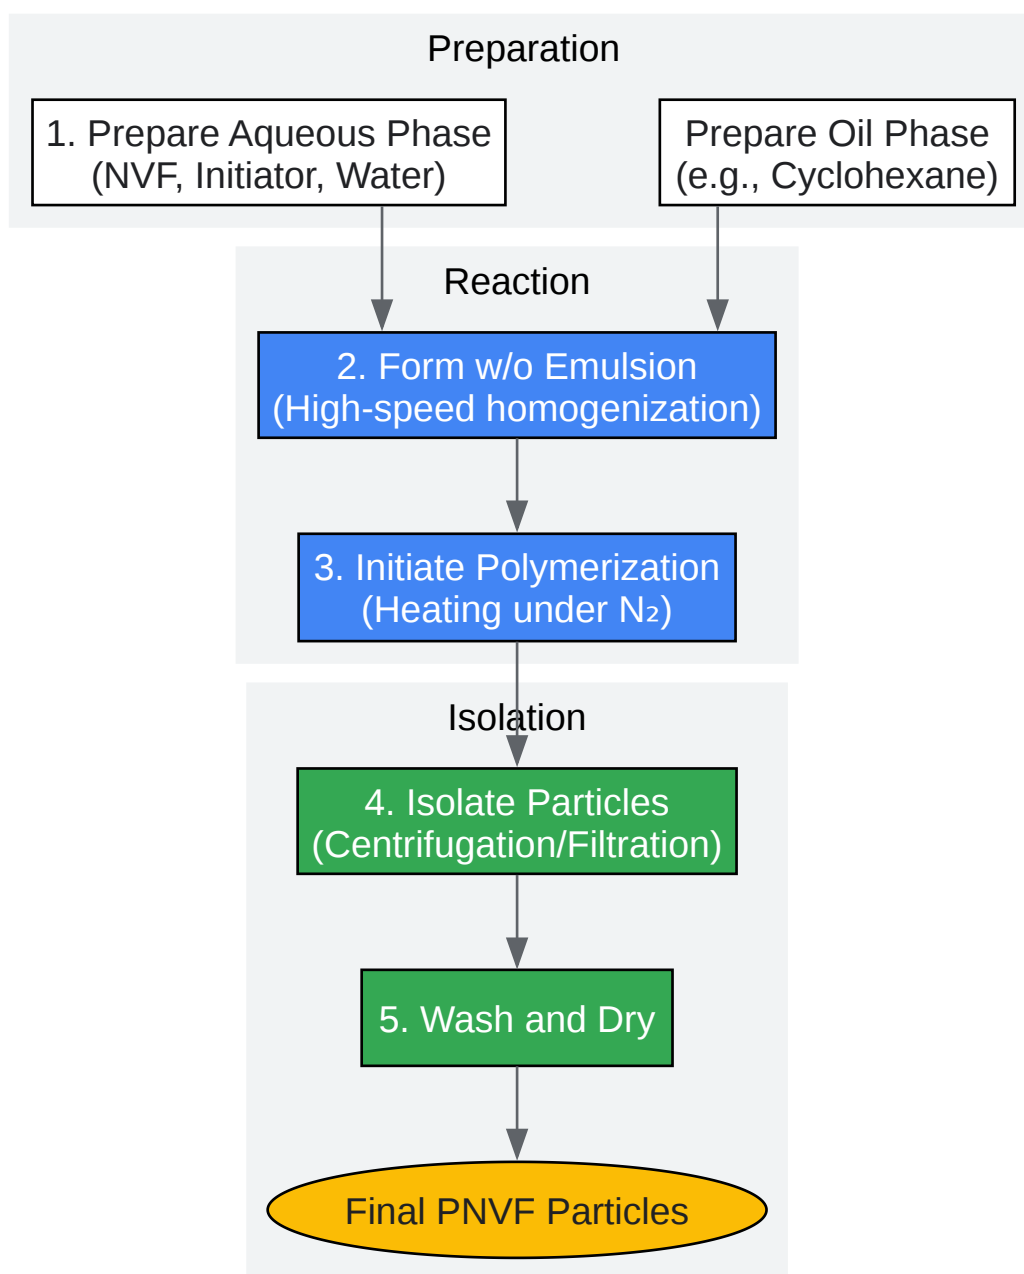 Preparation
1. Prepare Aqueous Phase
(NVF, Initiator, Water)
Prepare Oil Phase
(e.g., Cyclohexane)
Reaction
2. Form w/o Emulsion
(High-speed homogenization)
3. Initiate Polymerization
(Heating under N₂)
Isolation
4. Isolate Particles
(Centrifugation/Filtration)
5. Wash and Dry
Final PNVF Particles